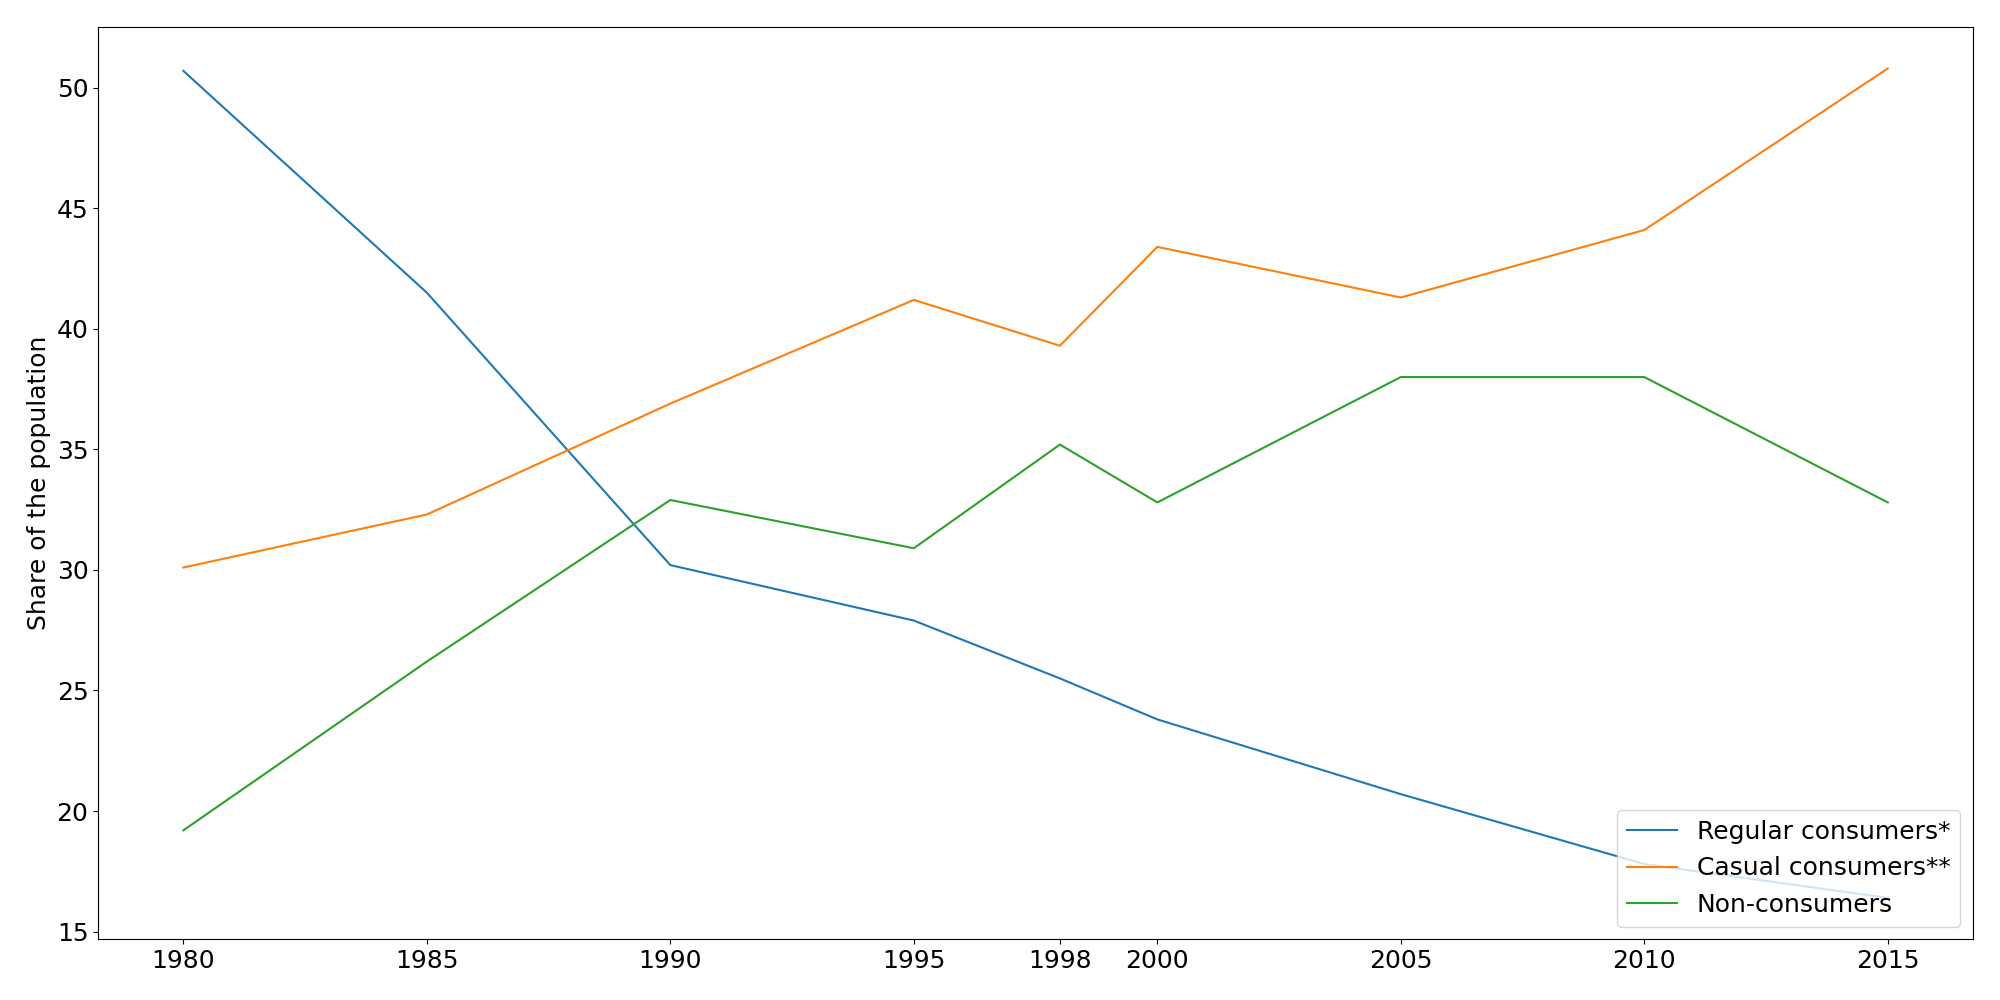 Share of the population
50
45
40
35
30
25
20
15
1980 1985 1990 1995 1998 2000 2005 2010 2015
Regular consumers*
Casual consumers**
Non-consumers